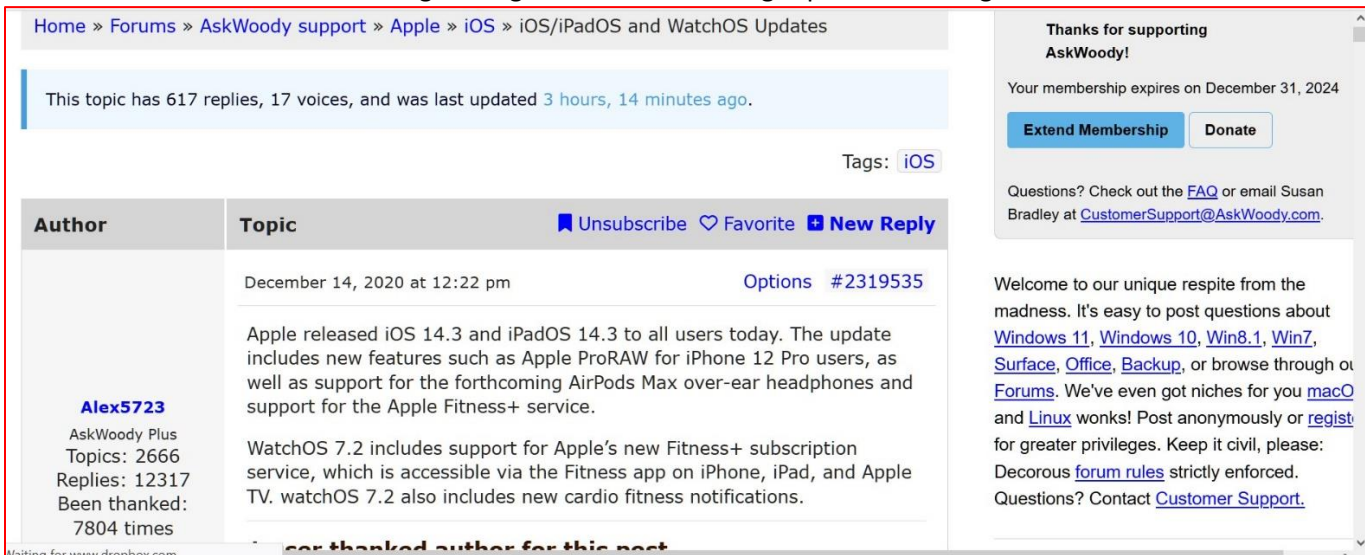 Home » Forums » AskWoody support » Apple » iOS » iOS/iPadOS and WatchOS Updates
This topic has 617 replies, 17 voices, and was last updated 3 hours, 14 minutes ago.
Tags: iOS
Author
Topic
Unsubscribe Favorite New Reply
December 14, 2020 at 12:22 pm
Options #2319535
Alex5723
AskWoody Plus
Topics: 2666
Replies: 12317
Been thanked:
7804 times
Apple released iOS 14.3 and iPadOS 14.3 to all users today. The update
includes new features such as Apple ProRAW for iPhone 12 Pro users, as
well as support for the forthcoming AirPods Max over-ear headphones and
support for the Apple Fitness+ service.
WatchOS 7.2 includes support for Apple’s new Fitness+ subscription
service, which is accessible via the Fitness app on iPhone, iPad, and Apple
TV. watchOS 7.2 also includes new cardio fitness notifications.
user thanked author for this post
Thanks for supporting
AskWoody!
Your membership expires on December 31, 2024
Extend Membership
Donate
Questions? Check out the FAQ or email Susan
Bradley at CustomerSupport@AskWoody.com.
Welcome to our unique respite from the
madness. It's easy to post questions about
Windows 11, Windows 10, Win8.1, Win7,
Surface, Office, Backup, or browse through ou
Forums. We've even got niches for you macO
and Linux wonks! Post anonymously or registe
for greater privileges. Keep it civil, please:
Decorous forum rules strictly enforced.
Questions? Contact Customer Support.